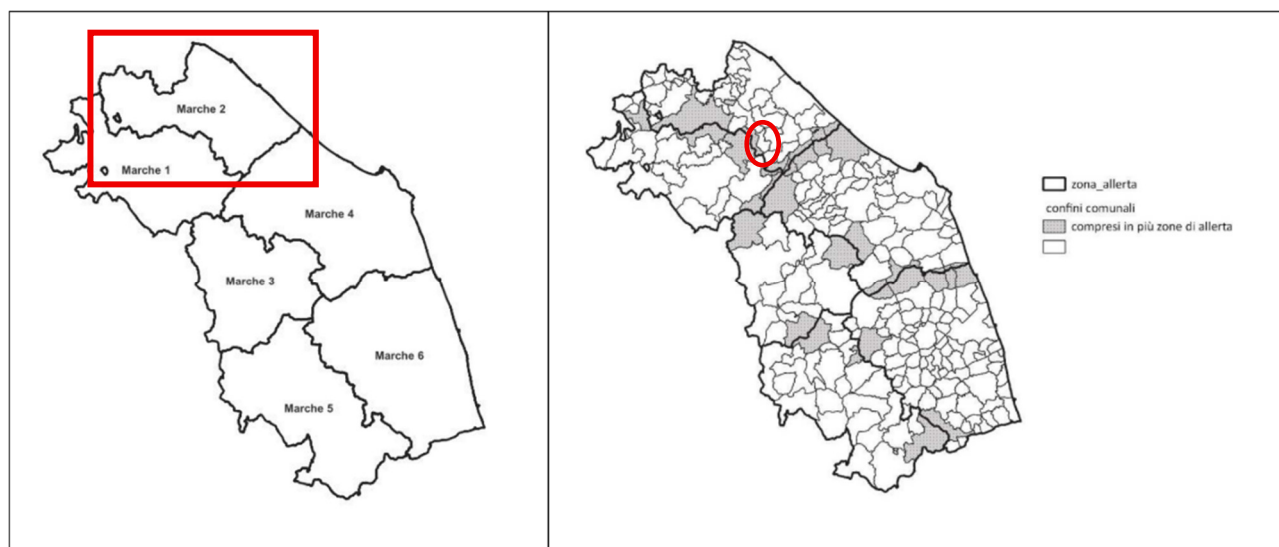 Marche 2
Marche 1
Marche 4
Marche 3
Marche 6
Marche 5
zona_allerta
confini comunali
compresi in più zone di allerta